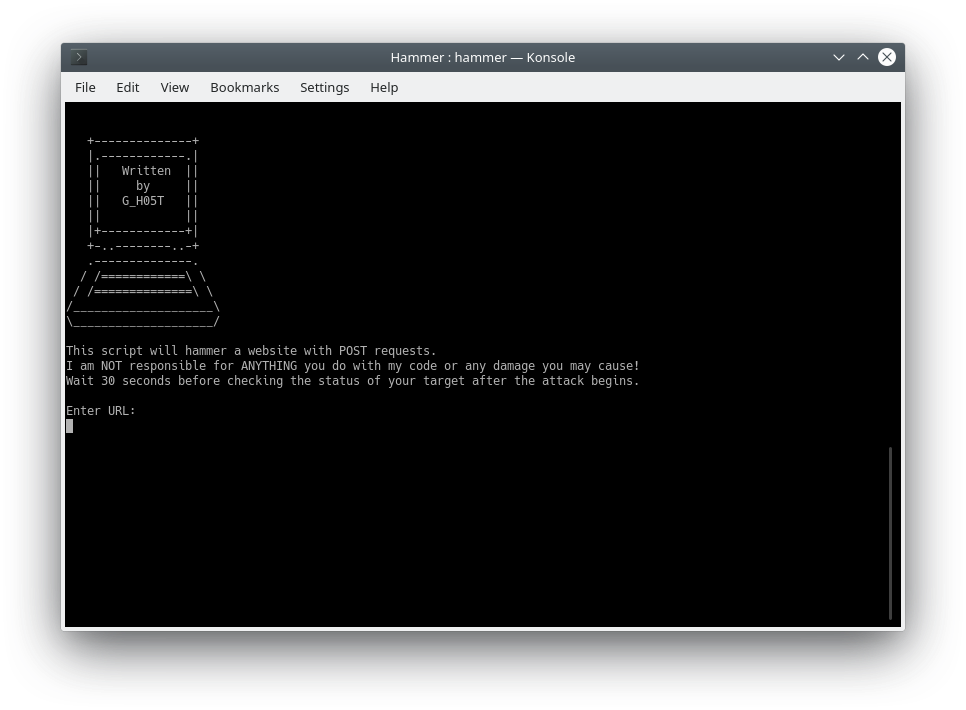 Hammer : hammer — Konsole
File Edit View Bookmarks Settings Help
+--------------+
|.------------.|
||   Written  ||
||     by     ||
||   G_H05T   ||
||            ||
|+------------+|
+-..--------..-+
.--------------.
/ /============\ \
/ /==============\ \
/____________________\
\____________________/
This script will hammer a website with POST requests.
I am NOT responsible for ANYTHING you do with my code or any damage you may cause!
Wait 30 seconds before checking the status of your target after the attack begins.
Enter URL: